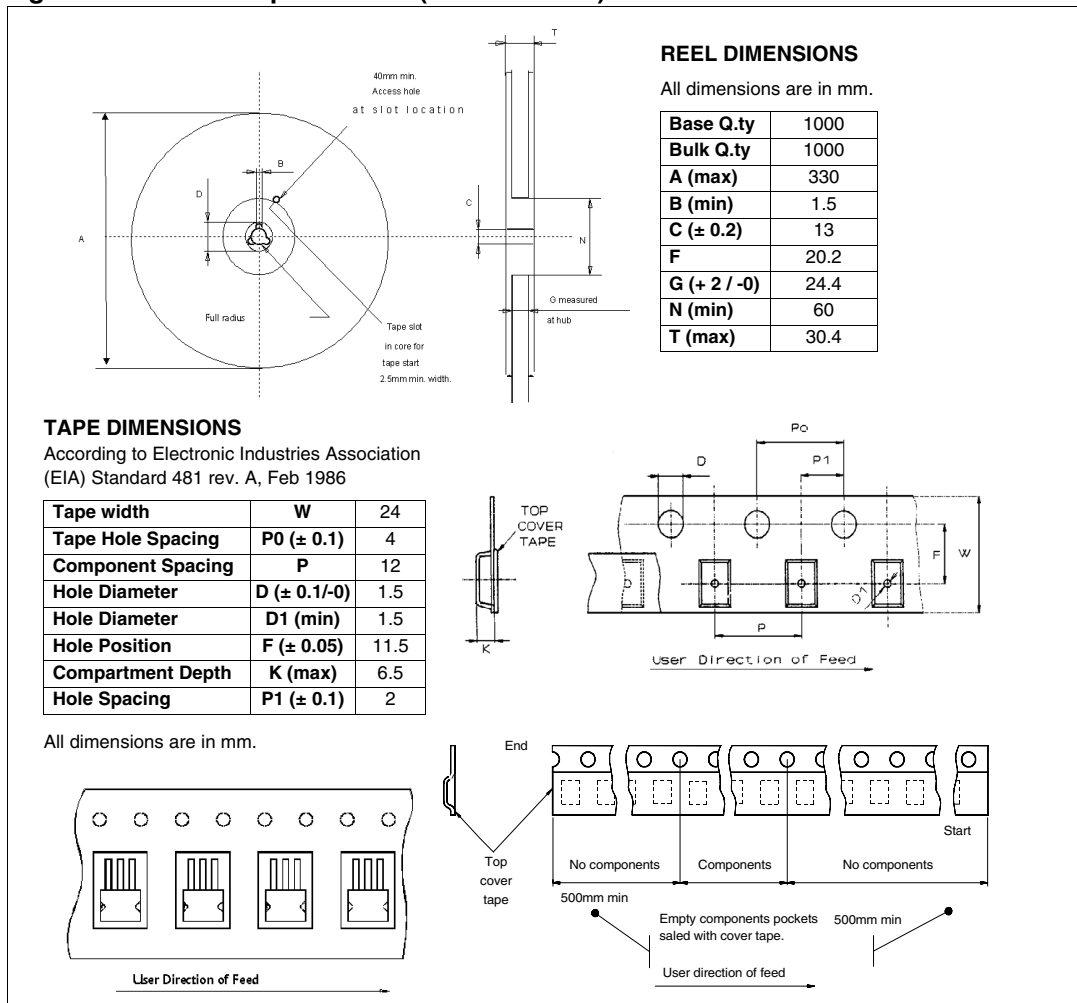 T
40mm min.
Access hole
at slot location
B
D
A
C
N
G measured
at hub
Full radius
Tape slot
in core for
tape start
2.5mm min. width.
REEL DIMENSIONS
All dimensions are in mm.
Base Q.ty 1000
Bulk Q.ty 1000
A (max) 330
B (min) 1.5
C (± 0.2) 13
F 20.2
G (+ 2 / -0) 24.4
N (min) 60
T (max) 30.4
TAPE DIMENSIONS
According to Electronic Industries Association
(EIA) Standard 481 rev. A, Feb 1986
Tape width W 24
Tape Hole Spacing P0 (± 0.1) 4
Component Spacing P 12
Hole Diameter D (± 0.1/-0) 1.5
Hole Diameter D1 (min) 1.5
Hole Position F (± 0.05) 11.5
Compartment Depth K (max) 6.5
Hole Spacing P1 (± 0.1) 2
All dimensions are in mm.
TOP
COVER
TAPE
K
Po
D
P1
F
W
D1
P
User Direction of Feed
User Direction of Feed
End
Start
Top
cover
tape
No components
Components
No components
500mm min
Empty components pockets
saled with cover tape.
500mm min
User direction of feed